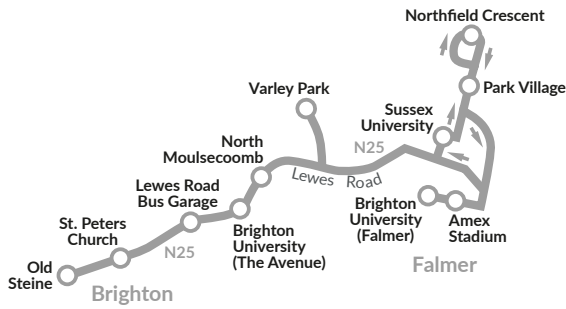 Northfield Crescent
Park Village
Varley Park
Sussex
University
North
Moulsecoomb
N25
Lewes Road
Lewes Road
Bus Garage
Brighton
University
(Falmer)
Amex
Stadium
St. Peters
Church
Brighton
University
(The Avenue)
N25
Falmer
Old
Steine
Brighton